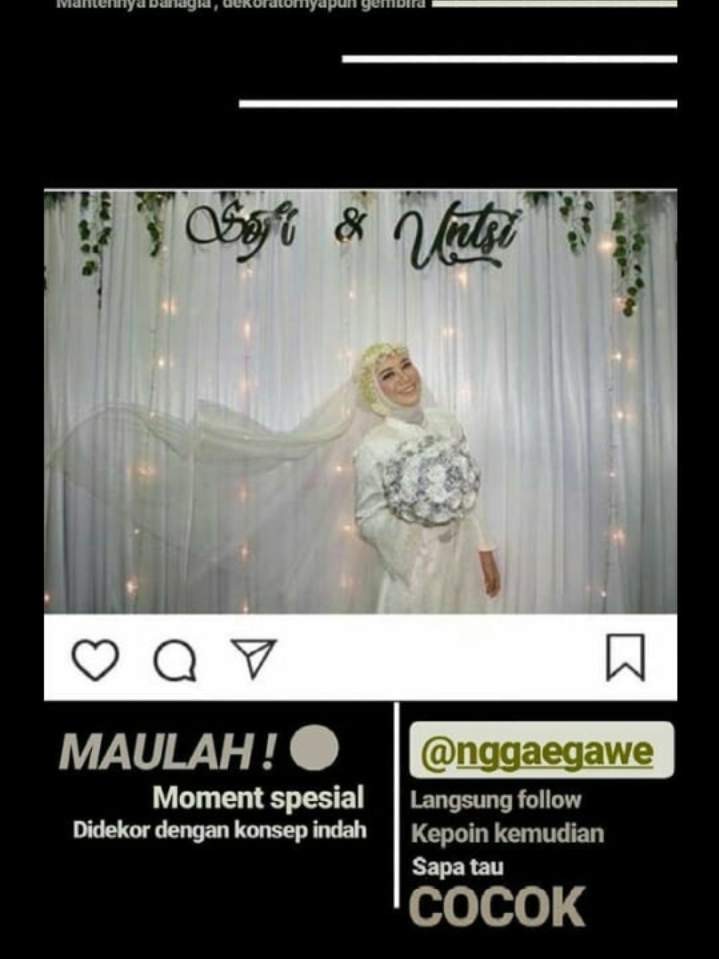 Mantennya bahagia , dekoratornyapun gembira
Sofi & Untsi
MAULAH !
Moment spesial
Didekor dengan konsep indah
@nggaegawe
Langsung follow
Kepoin kemudian
Sapa tau
COCOK